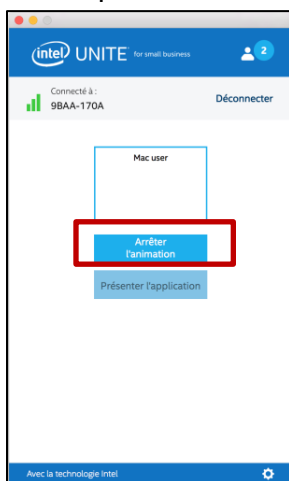 intel UNITE for small business
2
Connecté à :
9BAA-170A
Déconnecter
Mac user
Arrêter
l'animation
Présenter l'application
Avec la technologie Intel